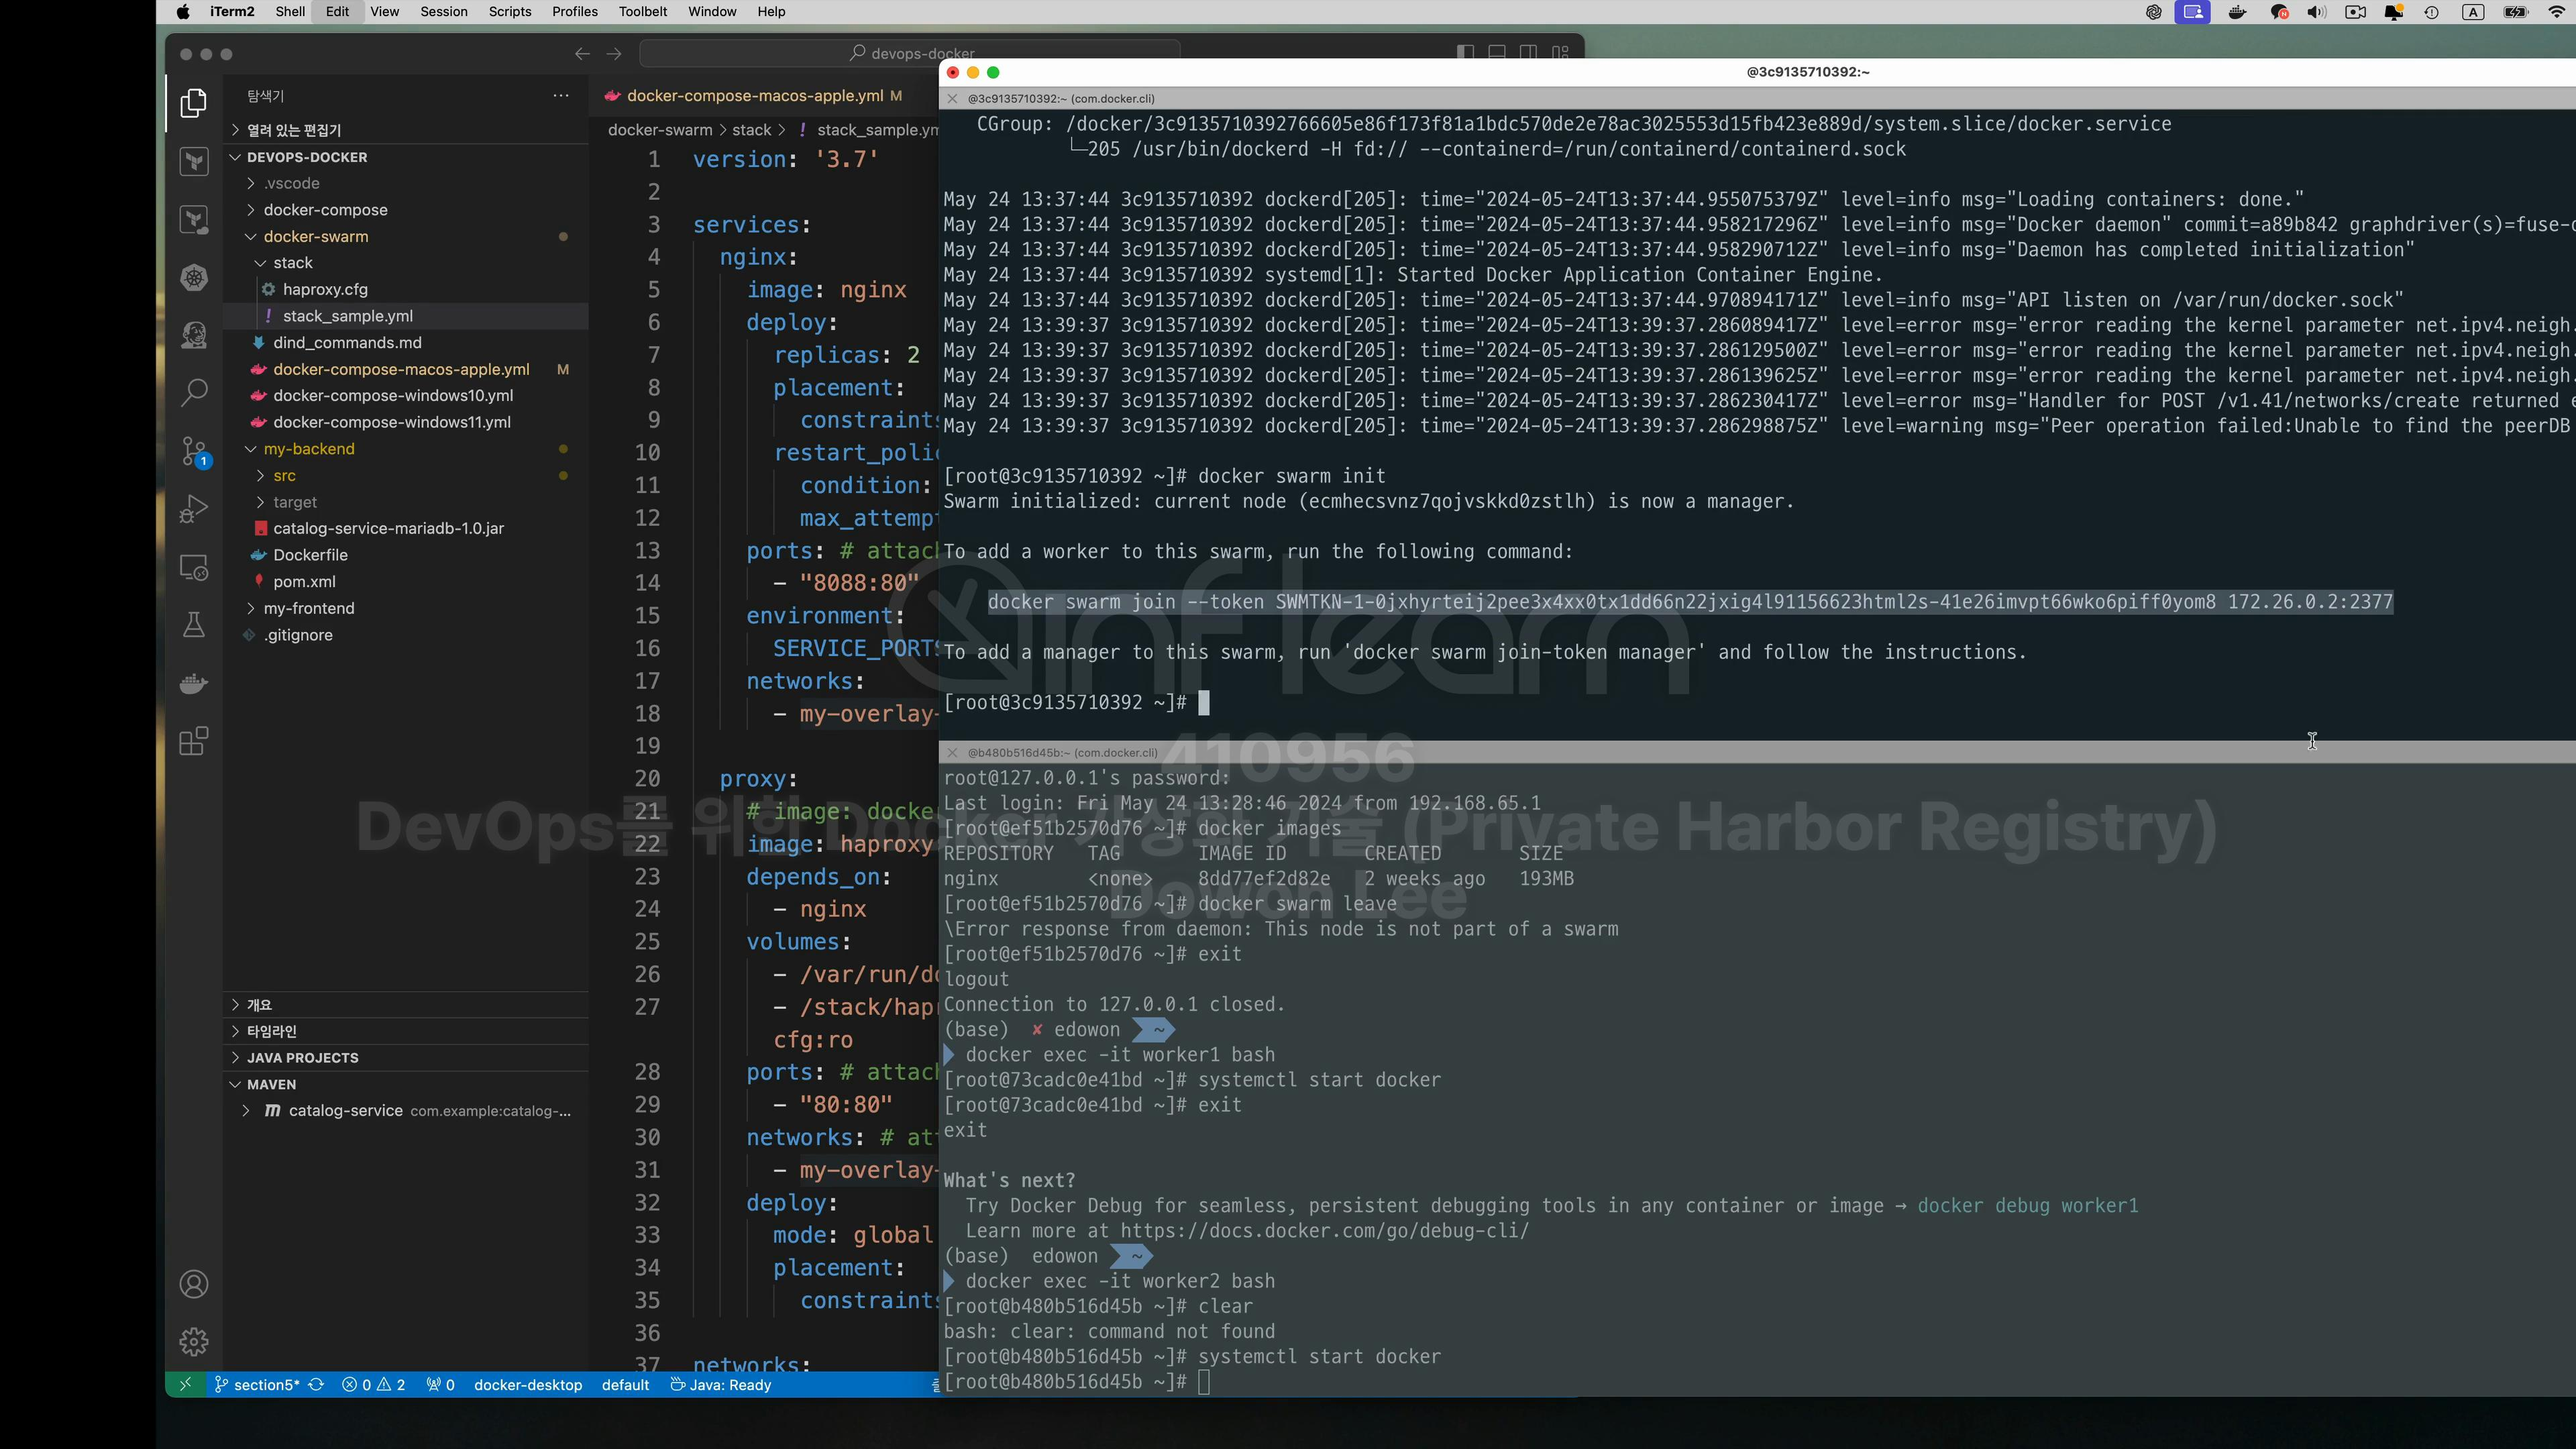 iTerm2 Shell Edit View Session Scripts Profiles Toolbelt Window Help
devops-docker
탐색기
열려 있는 편집기
DEVOPS-DOCKER
.vscode
docker-compose
docker-swarm
stack
haproxy.cfg
stack_sample.yml
dind_commands.md
docker-compose-macos-apple.yml M
docker-compose-windows10.yml
docker-compose-windows11.yml
my-backend
src
target
catalog-service-mariadb-1.0.jar
Dockerfile
pom.xml
my-frontend
.gitignore
개요
타임라인
JAVA PROJECTS
MAVEN
catalog-service com.example:catalog-...
1
docker-compose-macos-apple.yml M
docker-swarm > stack > ! stack_sample.ym
1 version: '3.7'
2
3 services:
4 nginx:
5 image: nginx
6 deploy:
7 replicas: 2
8 placement:
9 constraints
10 restart_polic
11 condition:
12 max_attempt
13 ports: # attach
14 - "8088:80"
15 environment:
16 SERVICE_PORTS
17 networks:
18 - my-overlay-
19
20 proxy:
21 # image: docke
22 image: haproxy
23 depends_on:
24 - nginx
25 volumes:
26 - /var/run/do
27 - /stack/hap
cfg:ro
28 ports: # attach
29 - "80:80"
30 networks: # att
31 - my-overlay-
32 deploy:
33 mode: global
34 placement:
35 constraints
36
37 networks:
section5* 0 2 0 docker-desktop default Java: Ready
@3c9135710392:~
@3c9135710392:~ (com.docker.cli)
CGroup: /docker/3c9135710392766605e86f173f81a1bdc570de2e78ac3025553d15fb423e889d/system.slice/docker.service
└─205 /usr/bin/dockerd -H fd:// --containerd=/run/containerd/containerd.sock
May 24 13:37:44 3c9135710392 dockerd[205]: time="2024-05-24T13:37:44.955075379Z" level=info msg="Loading containers: done."
May 24 13:37:44 3c9135710392 dockerd[205]: time="2024-05-24T13:37:44.958217296Z" level=info msg="Docker daemon" commit=a89b842 graphdriver(s)=fuse-o
May 24 13:37:44 3c9135710392 dockerd[205]: time="2024-05-24T13:37:44.958290712Z" level=info msg="Daemon has completed initialization"
May 24 13:37:44 3c9135710392 systemd[1]: Started Docker Application Container Engine.
May 24 13:37:44 3c9135710392 dockerd[205]: time="2024-05-24T13:37:44.970894171Z" level=info msg="API listen on /var/run/docker.sock"
May 24 13:39:37 3c9135710392 dockerd[205]: time="2024-05-24T13:39:37.286089417Z" level=error msg="error reading the kernel parameter net.ipv4.neigh.
May 24 13:39:37 3c9135710392 dockerd[205]: time="2024-05-24T13:39:37.286129500Z" level=error msg="error reading the kernel parameter net.ipv4.neigh.
May 24 13:39:37 3c9135710392 dockerd[205]: time="2024-05-24T13:39:37.286139625Z" level=error msg="error reading the kernel parameter net.ipv4.neigh.
May 24 13:39:37 3c9135710392 dockerd[205]: time="2024-05-24T13:39:37.286230417Z" level=error msg="Handler for POST /v1.41/networks/create returned e
May 24 13:39:37 3c9135710392 dockerd[205]: time="2024-05-24T13:39:37.286298875Z" level=warning msg="Peer operation failed:Unable to find the peerDB
[root@3c9135710392 ~]# docker swarm init
Swarm initialized: current node (ecmhecsvnz7qojvskkd0zstlh) is now a manager.
To add a worker to this swarm, run the following command:
docker swarm join --token SWMTKN-1-0jxhyrteij2pee3x4xx0tx1dd66n22jxig4l91156623html2s-41e26imvpt66wko6piff0yom8 172.26.0.2:2377
To add a manager to this swarm, run 'docker swarm join-token manager' and follow the instructions.
[root@3c9135710392 ~]#
@b480b516d45b:~ (com.docker.cli)
root@127.0.0.1's password:
Last login: Fri May 24 13:28:46 2024 from 192.168.65.1
[root@ef51b2570d76 ~]# docker images
REPOSITORY TAG IMAGE ID CREATED SIZE
nginx <none> 8dd77ef2d82e 2 weeks ago 193MB
[root@ef51b2570d76 ~]# docker swarm leave
\Error response from daemon: This node is not part of a swarm
[root@ef51b2570d76 ~]# exit
logout
Connection to 127.0.0.1 closed.
(base) ✘ edowon ~
docker exec -it worker1 bash
[root@73cadc0e41bd ~]# systemctl start docker
[root@73cadc0e41bd ~]# exit
exit
What's next?
Try Docker Debug for seamless, persistent debugging tools in any container or image → docker debug worker1
Learn more at https://docs.docker.com/go/debug-cli/
(base) edowon ~
docker exec -it worker2 bash
[root@b480b516d45b ~]# clear
bash: clear: command not found
[root@b480b516d45b ~]# systemctl start docker
[root@b480b516d45b ~]#
inflearn
410956
DevOps를 위한 Docker 가상화 기술 (Private Harbor Registry)
Dowon Lee